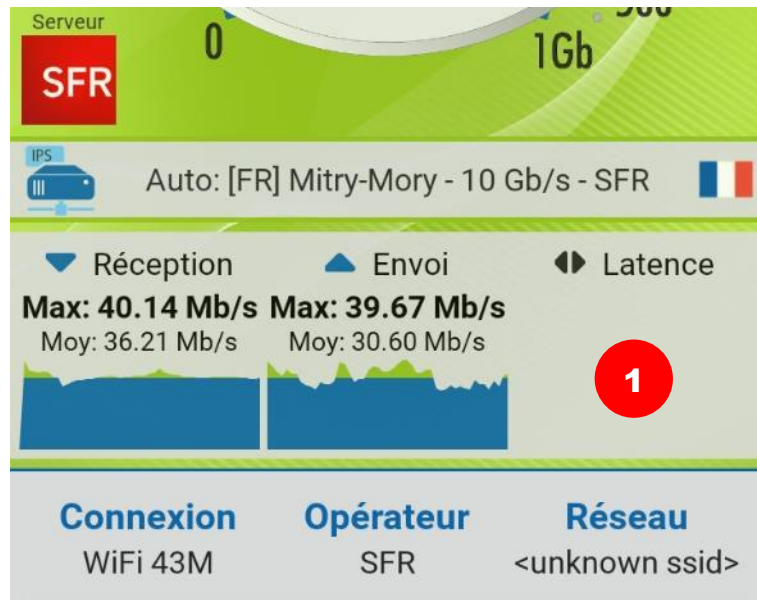 Serveur
0
1Gb
SFR
IPS
Auto: [FR] Mitry-Mory - 10 Gb/s - SFR
Réception
Envoi
Latence
Max: 40.14 Mb/s
Max: 39.67 Mb/s
Moy: 36.21 Mb/s
Moy: 30.60 Mb/s
1
Connexion
Opérateur
Réseau
WiFi 43M
SFR
<unknown ssid>